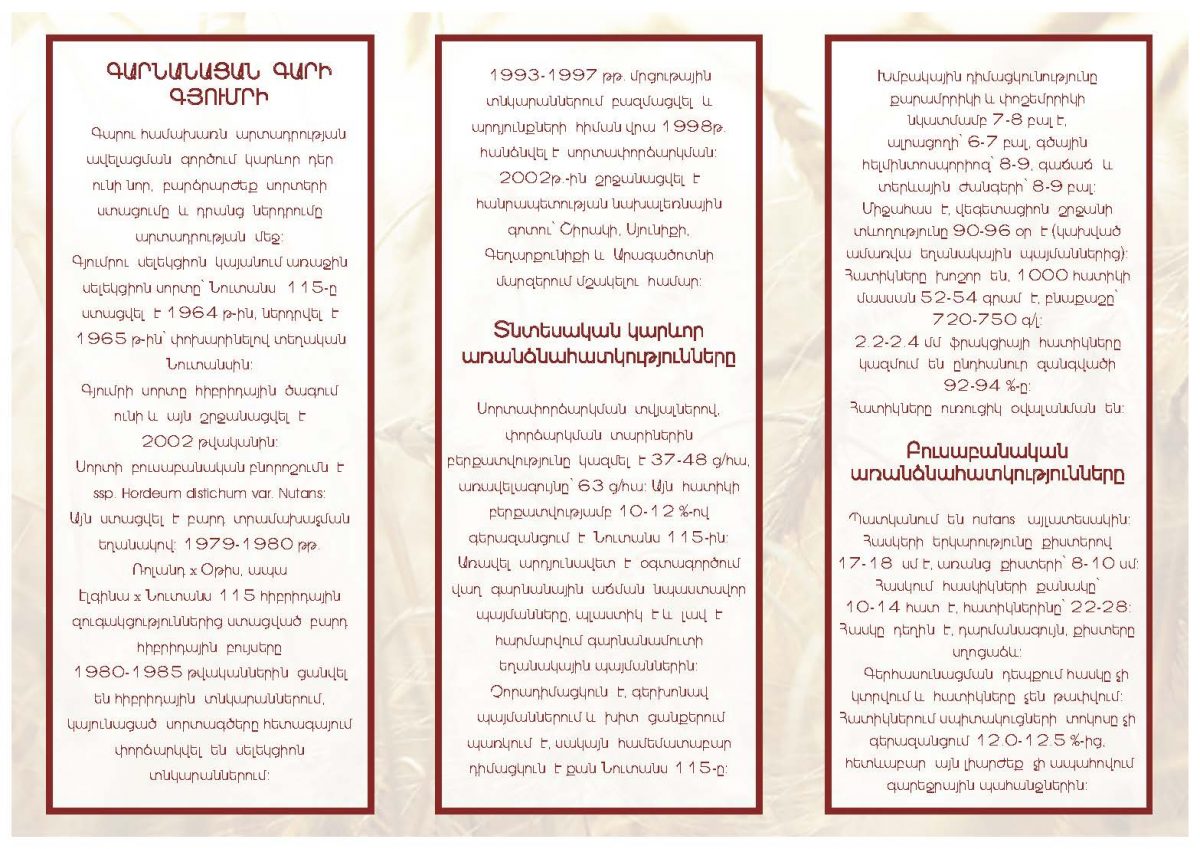 ԳԱՐՆԱՆԱՑԱՆ ԳԱՐԻ
ԳՅՈՒՄՐԻ
Գարու համախառն արտադրության
ավելացման գործում կարևոր դեր
ունի նոր, բարձրարժեք սորտերի
ստացումը և դրանց ներդրումը
արտադրության մեջ:
Գյումրու սելեկցիոն կայանում առաջին
սելեկցիոն սորտը՝ Նուտանս 115-ը
ստացվել է 1964 թ-ին, ներդրվել է
1965 թ-ին՝ փոխարինելով տեղական
Նուտանսին:
Գյումրի սորտը հիբրիդային ծագում
ունի և այն շրջանացվել է
2002 թվականին:
Սորտի բուսաբանական բնորոշումն է
ssp. Hordeum distichum var. Nutans:
Այն ստացվել է բարդ տրամախաչման
եղանակով: 1979-1980 թթ.
Ռոլանդ x Օթիս, ապա
Էլգինա x Նուտանս 115 հիբրիդային
զուգակցություններից ստացված բարդ
հիբրիդային բույսերը
1980-1985 թվականներին ցանվել
են հիբրիդային տնկարաններում,
կայունացած սորտագծերը հետագայում
փորձարկվել են սելեկցիոն
տնկարաններում:
1993-1997 թթ. մրցութային
տնկարաններում բազմացվել և
արդյունքների հիման վրա 1998թ.
հանձնվել է սորտափորձարկման:
2002թ.-ին շրջանացվել է
հանրապետության նախալեռնային
գոտու՝ Շիրակի, Սյունիքի,
Գեղարքունիքի և Արագածոտնի
մարզերում մշակելու համար:
Տնտեսական կարևոր
առանձնահատկությունները
Սորտափորձարկման տվյալներով,
փորձարկման տարիներին
բերքատվությունը կազմել է 37-48 ց/հա,
առավելագույնը՝ 63 ց/հա: Այն հատիկի
բերքատվությամբ 10-12 %-ով
գերազանցում է Նուտանս 115-ին:
Առավել արդյունավետ է օգտագործում
վաղ գարնանային աճման նպաստավոր
պայմանները, պլաստիկ է և լավ է
հարմարվում գարնանամուտի
եղանակային պայմաններին:
Չորադիմացկուն է, գերխոնավ
պայմաններում և խիտ ցանքերում
պառկում է, սակայն համեմատաբար
դիմացկուն է քան Նուտանս 115-ը:
Խմբակային դիմացկունությունը
քարամրրիկի և փոշեմրրիկի
նկատմամբ 7-8 բալ է,
ալրացողի՝ 6-7 բալ, գծային
հելմինտոսպորիոզ՝ 8-9, գաճաճ և
տերևային ժանգերի՝ 8-9 բալ:
Միջահաս է, վեգետացիոն շրջանի
տևողությունը 90-96 օր է (կախված
ամառվա եղանակային պայմաններից):
Հատիկները խոշոր են, 1000 հատիկի
մասսան 52-54 գրամ է, բնաքաշը՝
720-750 գ/լ:
2.2-2.4 մմ ֆրակցիայի հատիկները
կազմում են ընդհանուր զանգվածի
92-94 %-ը:
Հատիկները ուռուցիկ օվալանման են:
Բուսաբանական
առանձնահատկությունները
Պատկանում են nutans այլատեսակին:
Հասկերի երկարությունը քիստերով
17-18 սմ է, առանց քիստերի՝ 8-10 սմ:
Հասկում հասկիկների քանակը՝
10-14 հատ է, հատիկներինը՝ 22-28:
Հասկը դեղին է, դարմանագույն, քիստերը
սղոցաձև:
Գերհասունացման դեպքում հասկը չի
կտրվում և հատիկները չեն թափվում:
Հատիկներում սպիտակուցների տոկոսը չի
գերազանցում 12.0-12.5 %-ից,
հետևաբար այն լիարժեք չի ապահովում
գարեջրային պահանջներին: